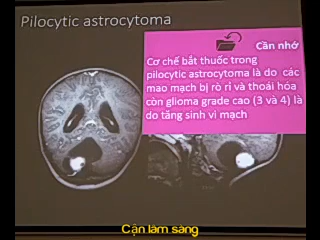 Pilocytic astrocytoma
Cần nhớ
Cơ chế bắt thuốc trong
pilocytic astrocytoma là do các
mao mạch bị rò rỉ và thoái hóa
còn glioma grade cao (3 và 4) là
do tăng sinh vi mạch
Cận lâm sàng